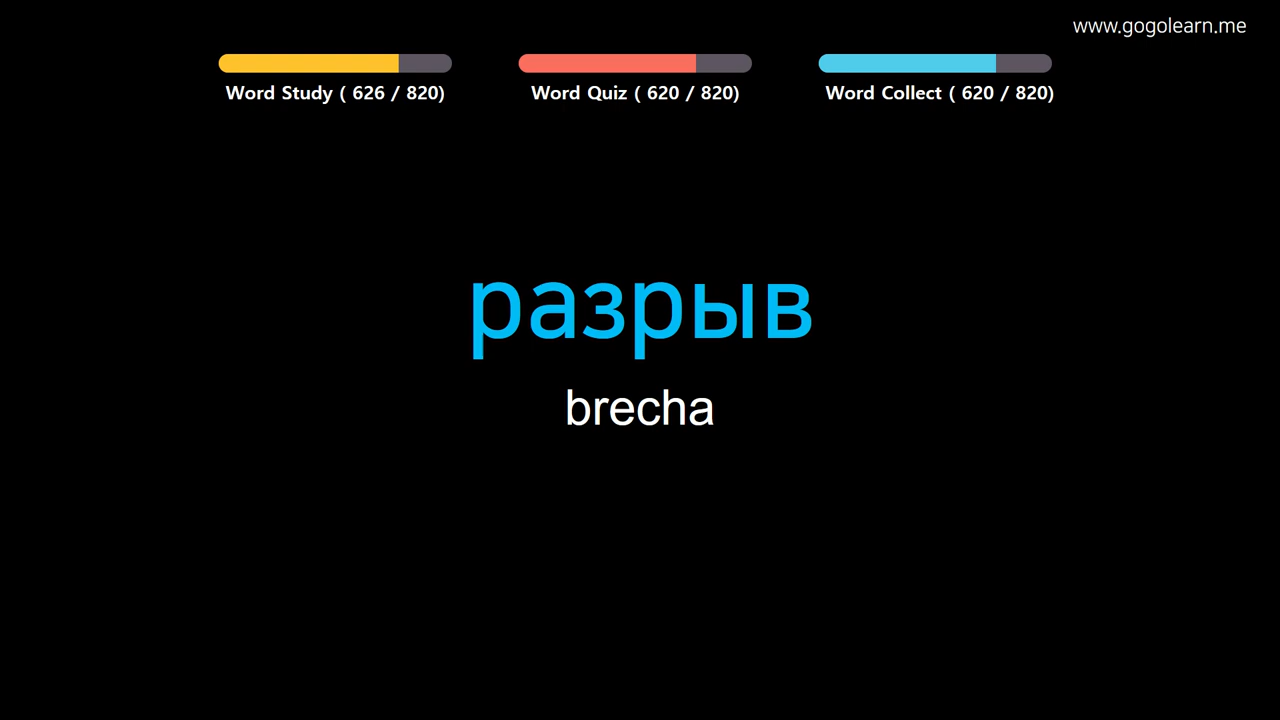 www.gogolearn.me
Word Study ( 626 / 820)
Word Quiz ( 620 / 820)
Word Collect ( 620 / 820)
разрыв
brecha